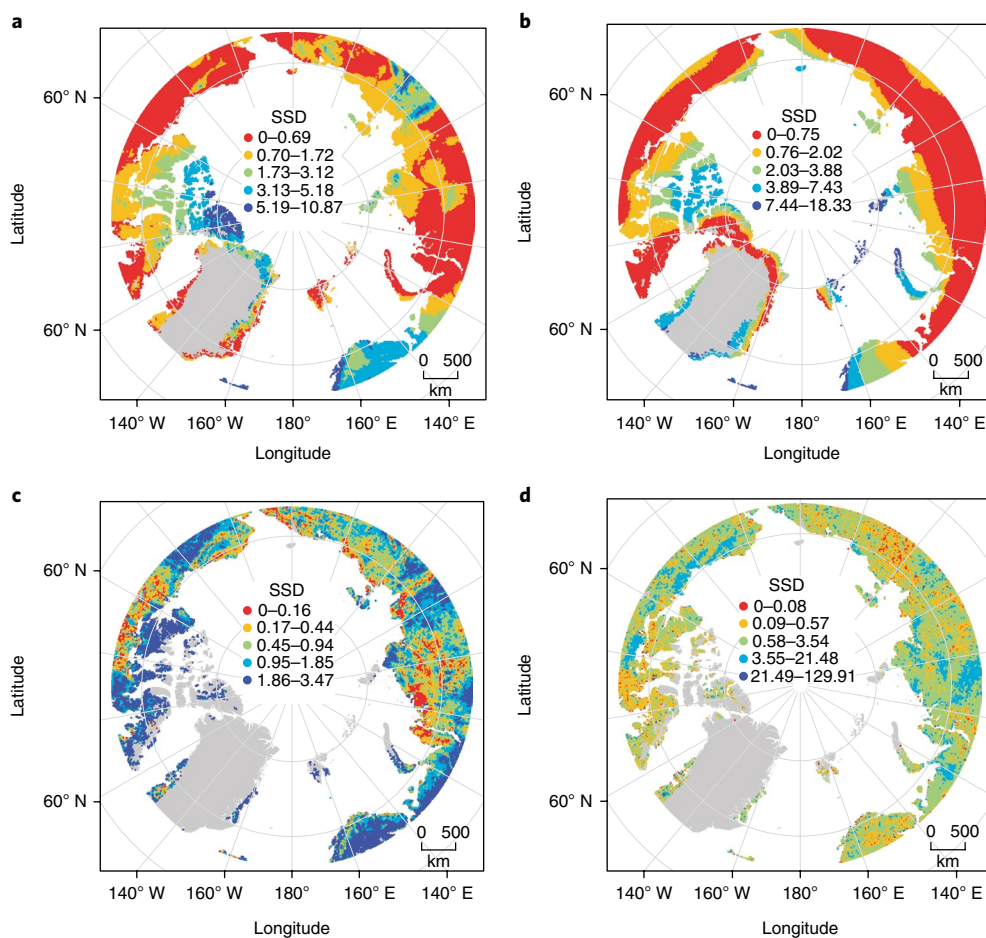 a
60° N
60° N
Latitude
SSD
0–0.69
0.70–1.72
1.73–3.12
3.13–5.18
5.19–10.87
0 500
km
140° W 160° W 180° 160° E 140° E
Longitude
b
60° N
60° N
Latitude
SSD
0–0.75
0.76–2.02
2.03–3.88
3.89–7.43
7.44–18.33
0 500
km
140° W 160° W 180° 160° E 140° E
Longitude
c
60° N
60° N
Latitude
SSD
0–0.16
0.17–0.44
0.45–0.94
0.95–1.85
1.86–3.47
0 500
km
140° W 160° W 180° 160° E 140° E
Longitude
d
60° N
60° N
Latitude
SSD
0–0.08
0.09–0.57
0.58–3.54
3.55–21.48
21.49–129.91
0 500
km
140° W 160° W 180° 160° E 140° E
Longitude